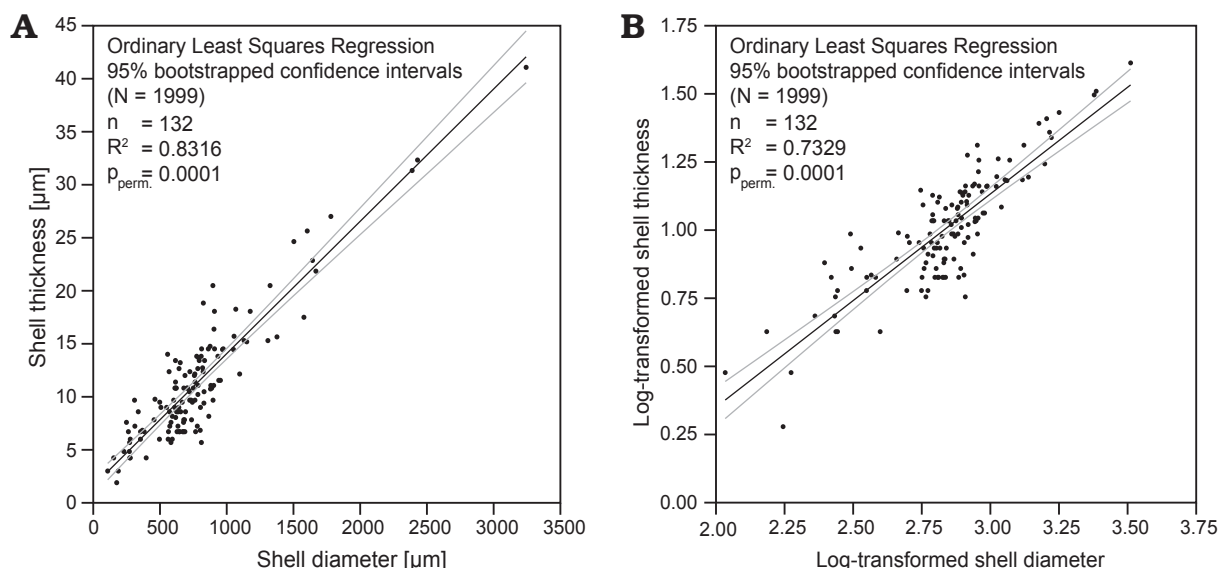 A
Ordinary Least Squares Regression
95% bootstrapped confidence intervals
(N = 1999)
n = 132
R² = 0.8316
pperm. = 0.0001
Shell thickness [µm]
45
40
35
30
25
20
15
10
5
0
0 500 1000 1500 2000 2500 3000 3500
Shell diameter [µm]
B
Ordinary Least Squares Regression
95% bootstrapped confidence intervals
(N = 1999)
n = 132
R² = 0.7329
pperm. = 0.0001
Log-transformed shell thickness
1.75
1.50
1.25
1.00
0.75
0.50
0.25
0.00
2.00 2.25 2.50 2.75 3.00 3.25 3.50 3.75
Log-transformed shell diameter